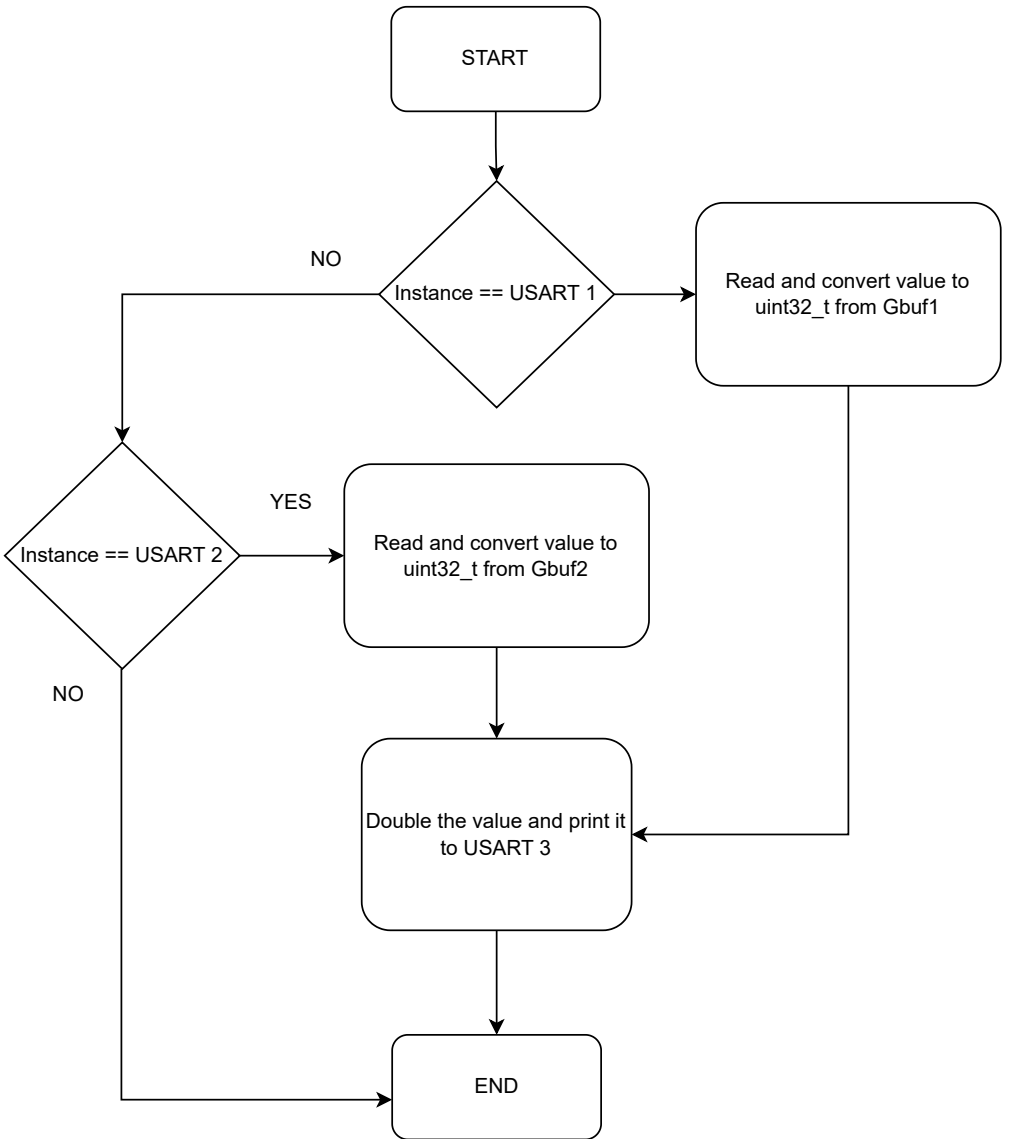 START
NO
Instance == USART 1
Read and convert value to
uint32_t from Gbuf1
YES
Instance == USART 2
Read and convert value to
uint32_t from Gbuf2
NO
Double the value and print it
to USART 3
END